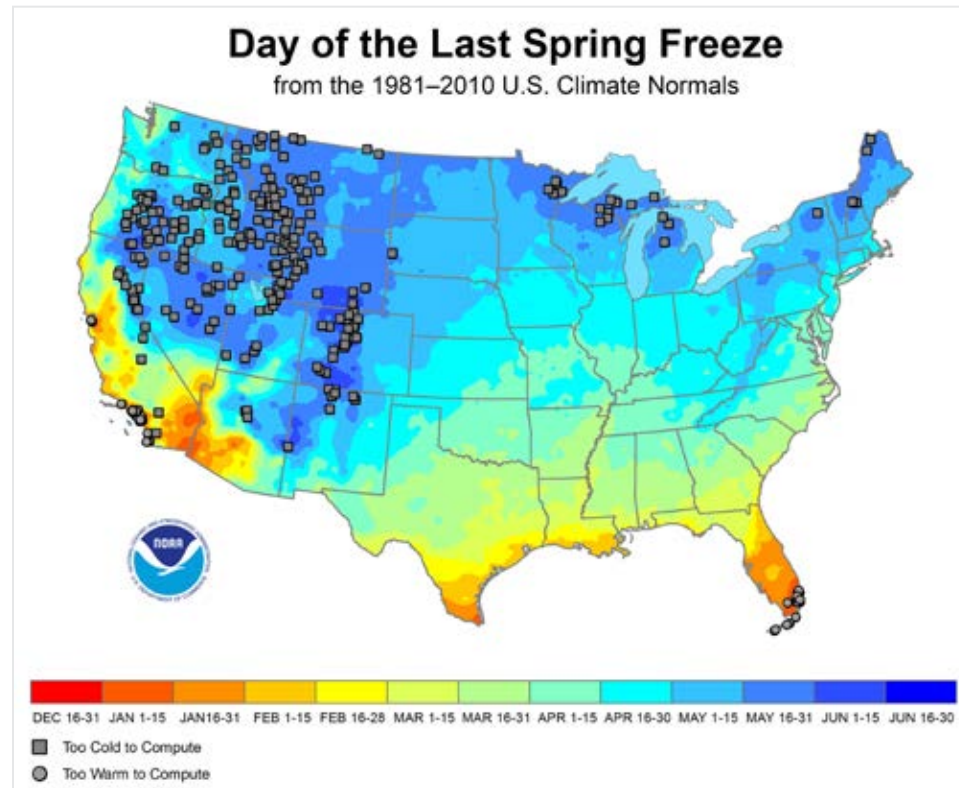 Day of the Last Spring Freeze
from the 1981–2010 U.S. Climate Normals
NOAA
DEC 16-31 JAN 1-15 JAN16-31 FEB 1-15 FEB 16-28 MAR 1-15 MAR 16-31 APR 1-15 APR 16-30 MAY 1-15 MAY 16-31 JUN 1-15 JUN 16-30
Too Cold to Compute
Too Warm to Compute